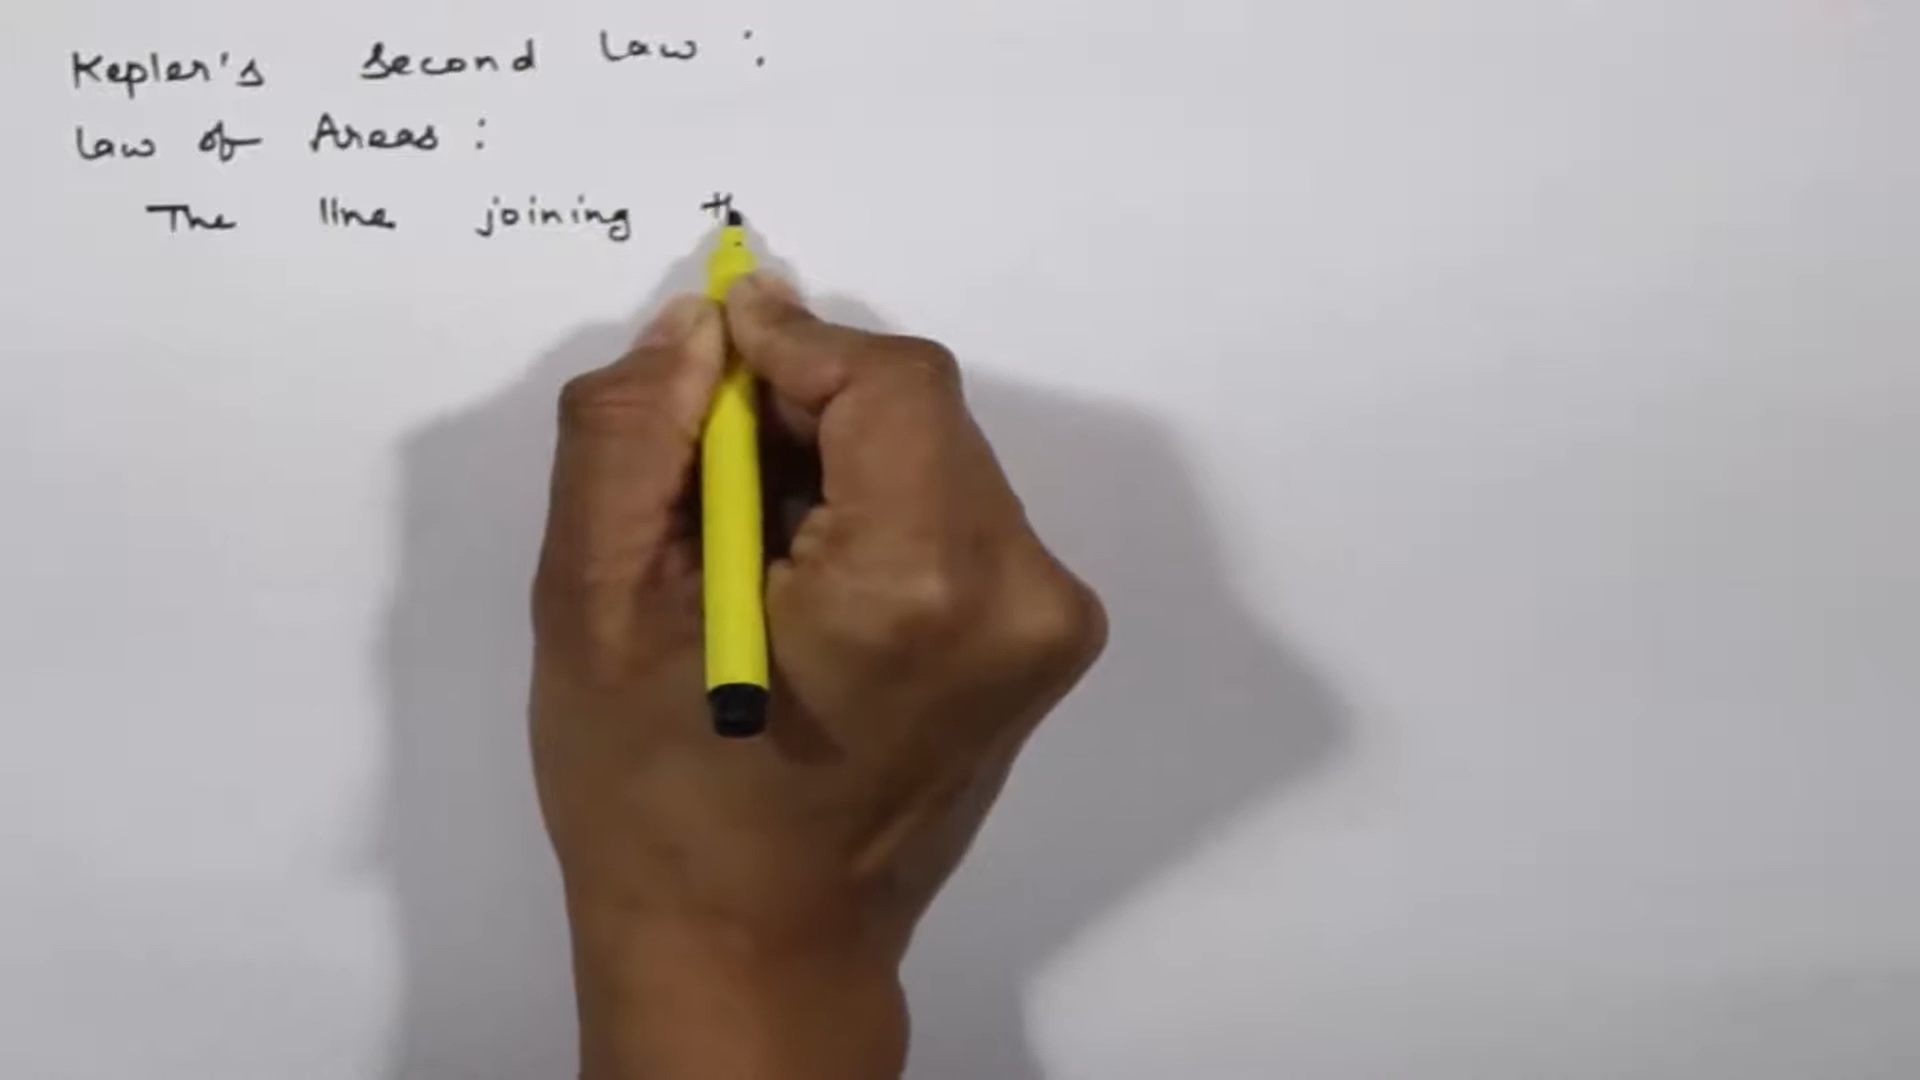 Kepler's second law :
Law of Areas :
The line joining